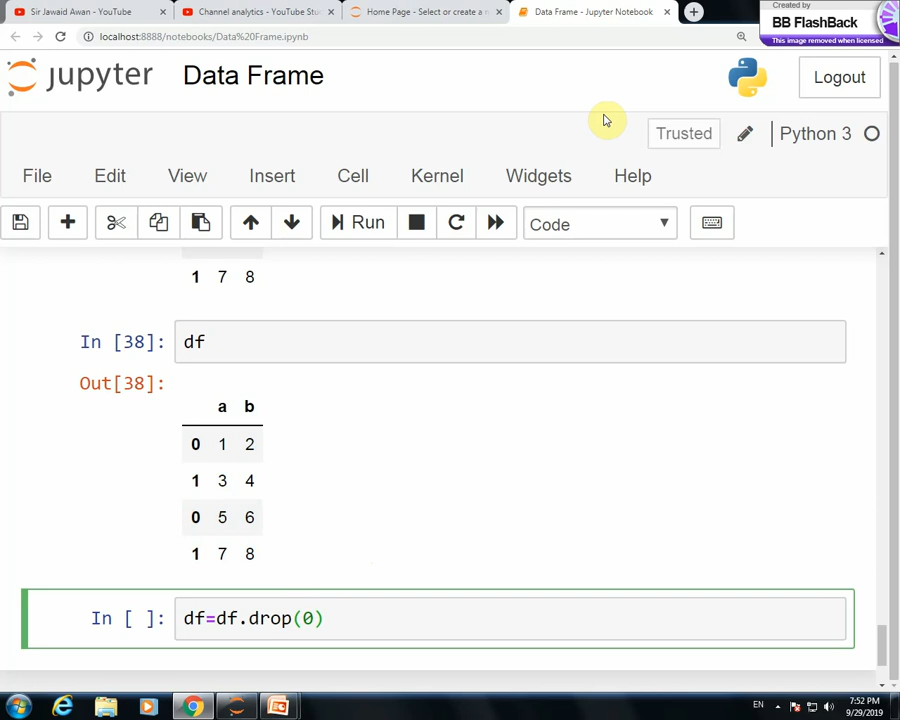 Sir Jawaid Awan - YouTube
Channel analytics - YouTube Stu
Home Page - Select or create a n
Data Frame - Jupyter Notebook
Created by
BB FlashBack
This image removed when licensed
localhost:8888/notebooks/Data%20Frame.ipynb
jupyter
Data Frame
Logout
Trusted
Python 3
File Edit View Insert Cell Kernel Widgets Help
Run
Code
1 7 8
In [38]: df
Out[38]:
a b
0 1 2
1 3 4
0 5 6
1 7 8
In [ ]: df=df.drop(0)
EN
7:52 PM
9/29/2019